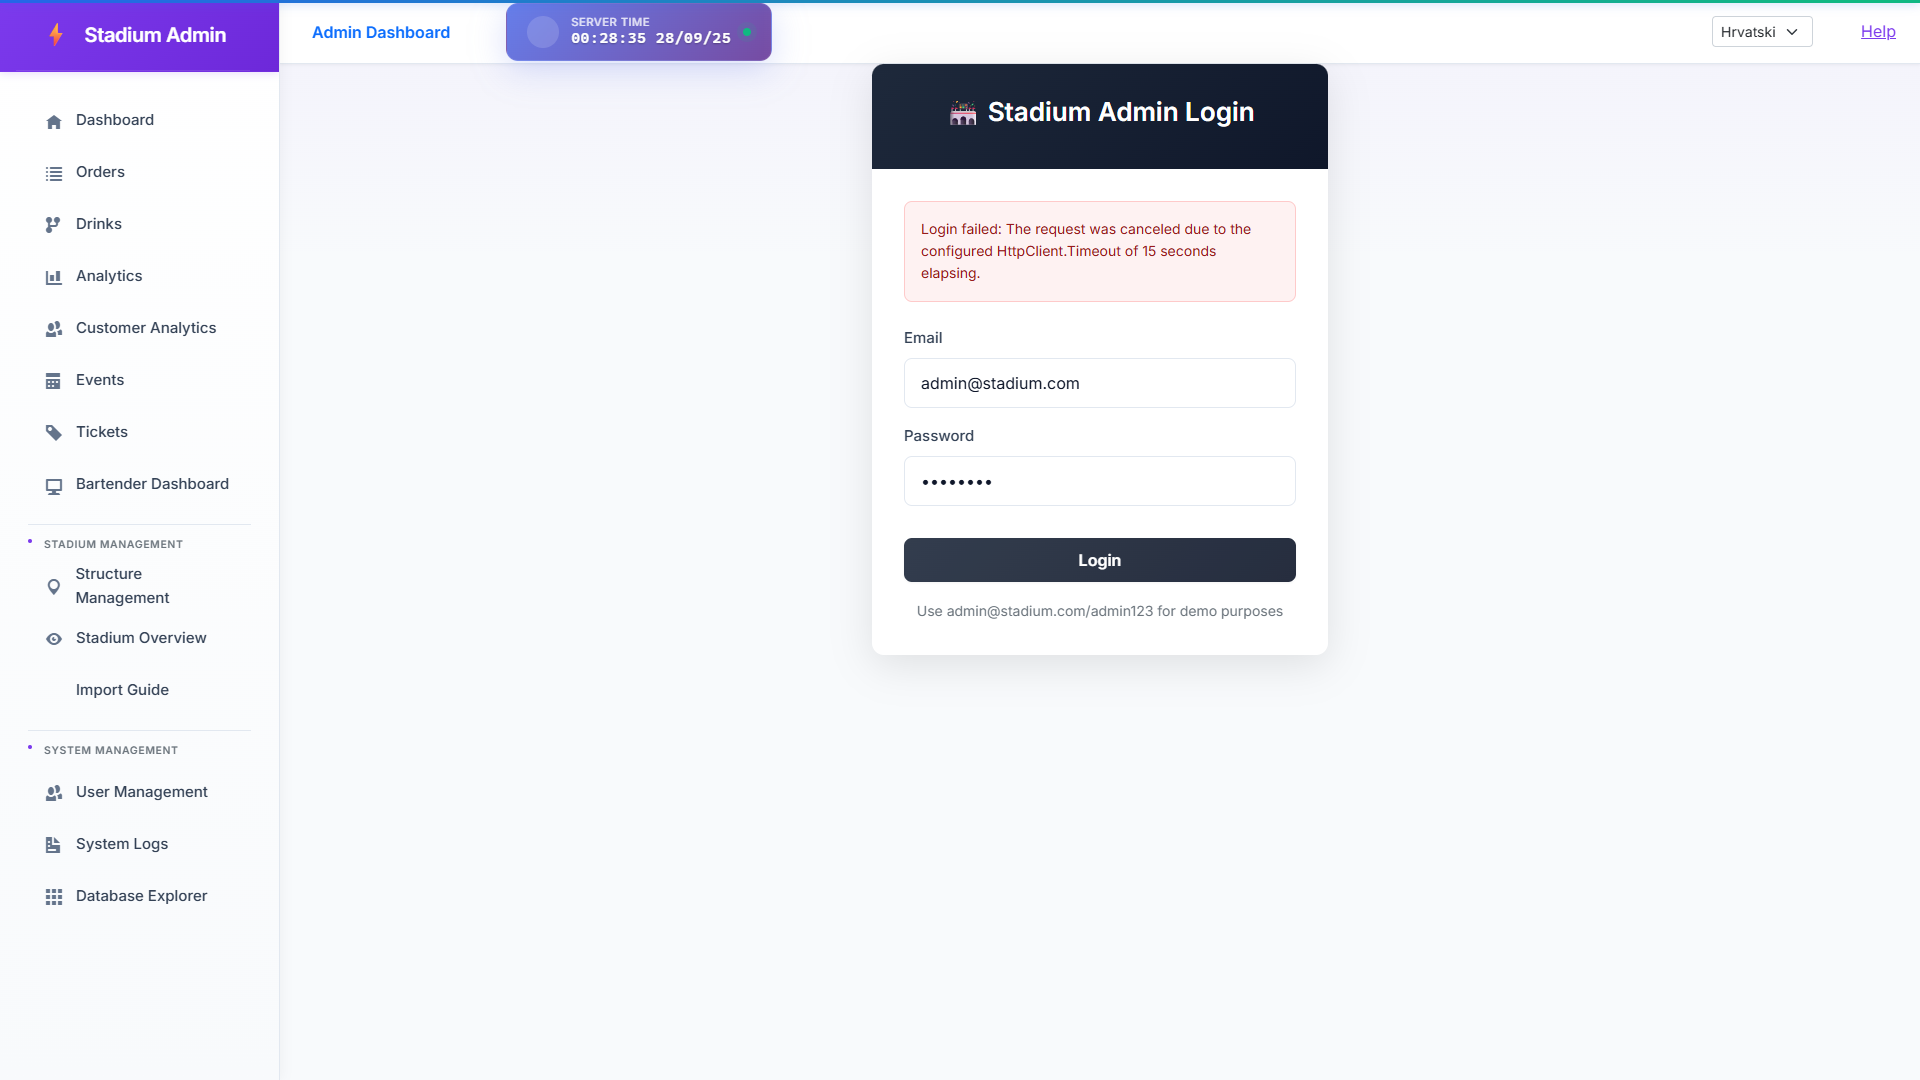 Stadium Admin
Admin Dashboard
SERVER TIME
00:28:35 28/09/25
Hrvatski
Help
Dashboard
Orders
Drinks
Analytics
Customer Analytics
Events
Tickets
Bartender Dashboard
STADIUM MANAGEMENT
Structure
Management
Stadium Overview
Import Guide
SYSTEM MANAGEMENT
User Management
System Logs
Database Explorer
Stadium Admin Login
Login failed: The request was canceled due to the
configured HttpClient.Timeout of 15 seconds
elapsing.
Email
admin@stadium.com
Password
••••••••
Login
Use admin@stadium.com/admin123 for demo purposes